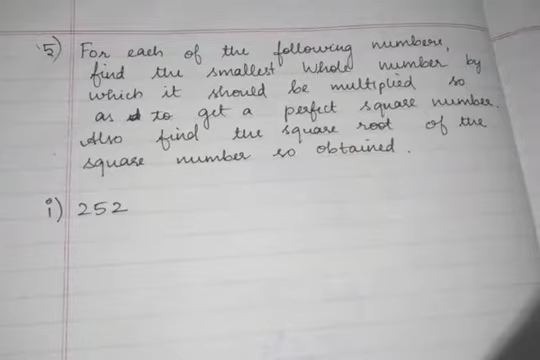 5) For each of the following numbers,
find the smallest whole number by
which it should be multiplied so
as to get a perfect square number.
Also find the square root of the
square number so obtained.
i) 252